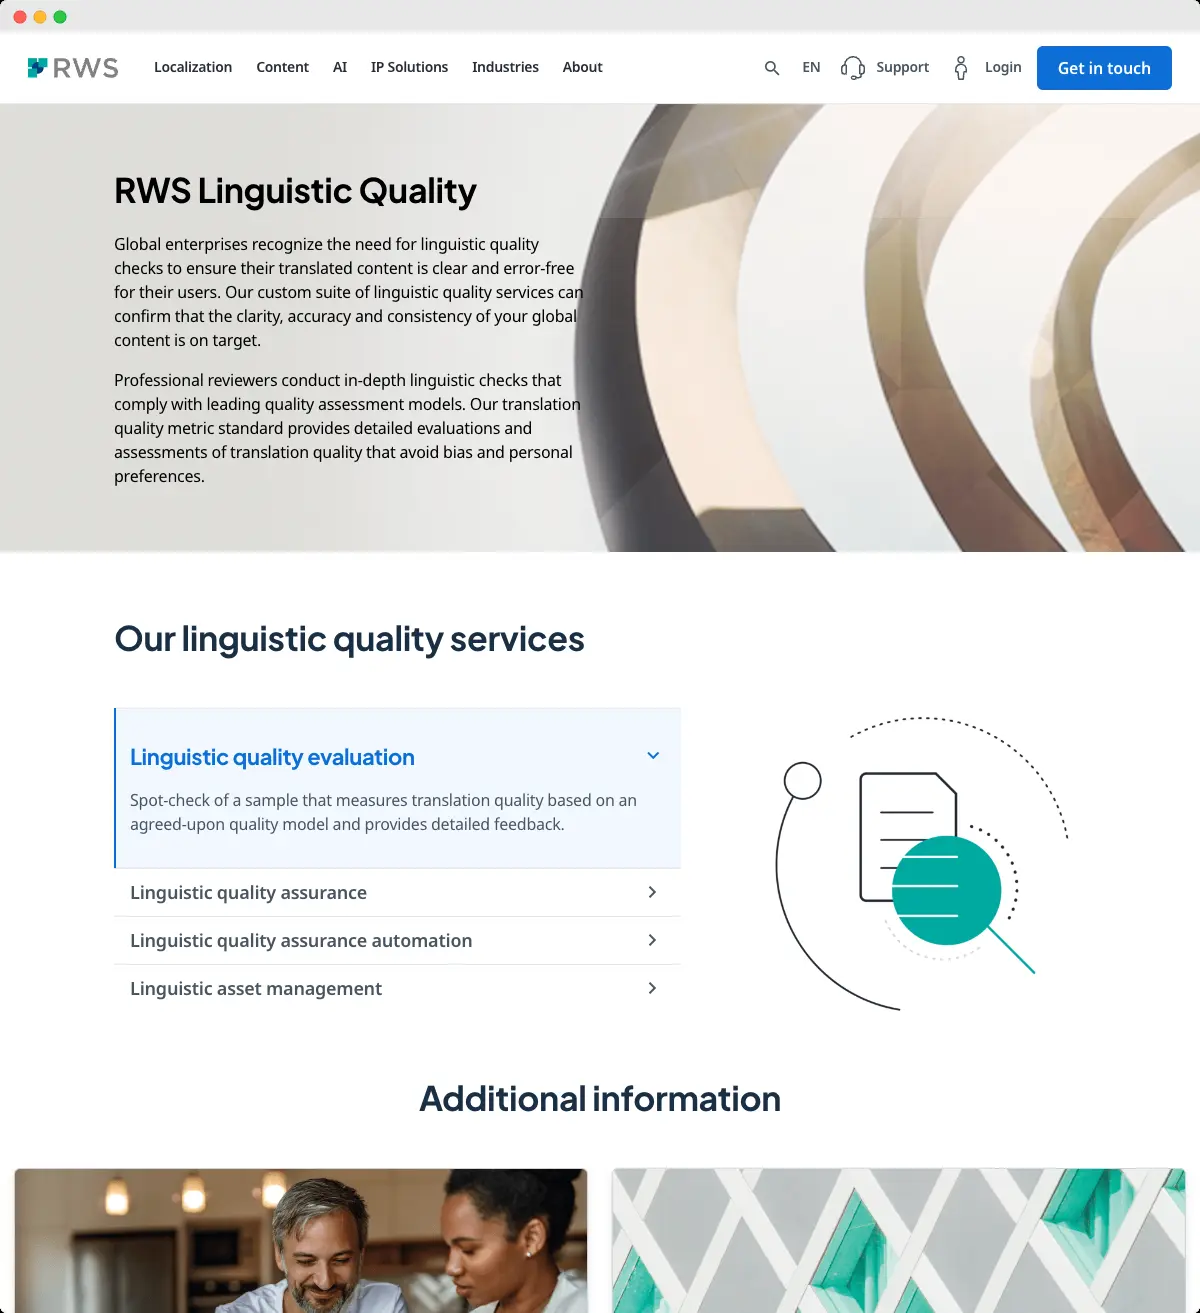 RWS
Localization
Content
AI
IP Solutions
Industries
About
EN
Support
Login
Get in touch
RWS Linguistic Quality
Global enterprises recognize the need for linguistic quality
checks to ensure their translated content is clear and error-free
for their users. Our custom suite of linguistic quality services can
confirm that the clarity, accuracy and consistency of your global
content is on target.
Professional reviewers conduct in-depth linguistic checks that
comply with leading quality assessment models. Our translation
quality metric standard provides detailed evaluations and
assessments of translation quality that avoid bias and personal
preferences.
Our linguistic quality services
Linguistic quality evaluation
Spot-check of a sample that measures translation quality based on an
agreed-upon quality model and provides detailed feedback.
Linguistic quality assurance
Linguistic quality assurance automation
Linguistic asset management
Additional information